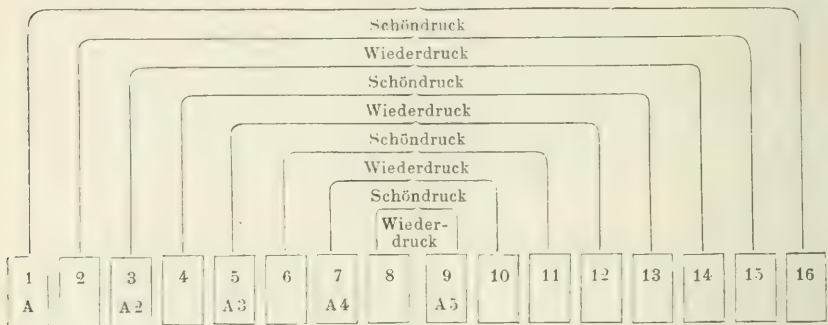 Schöndruck
Wiederdruck
Schöndruck
Wiederdruck
Schöndruck
Wiederdruck
Schöndruck
Wieder-
druck
1 2 3 4 5 6 7 8 9 10 11 12 13 14 15 16
A A2 A3 A4 A5